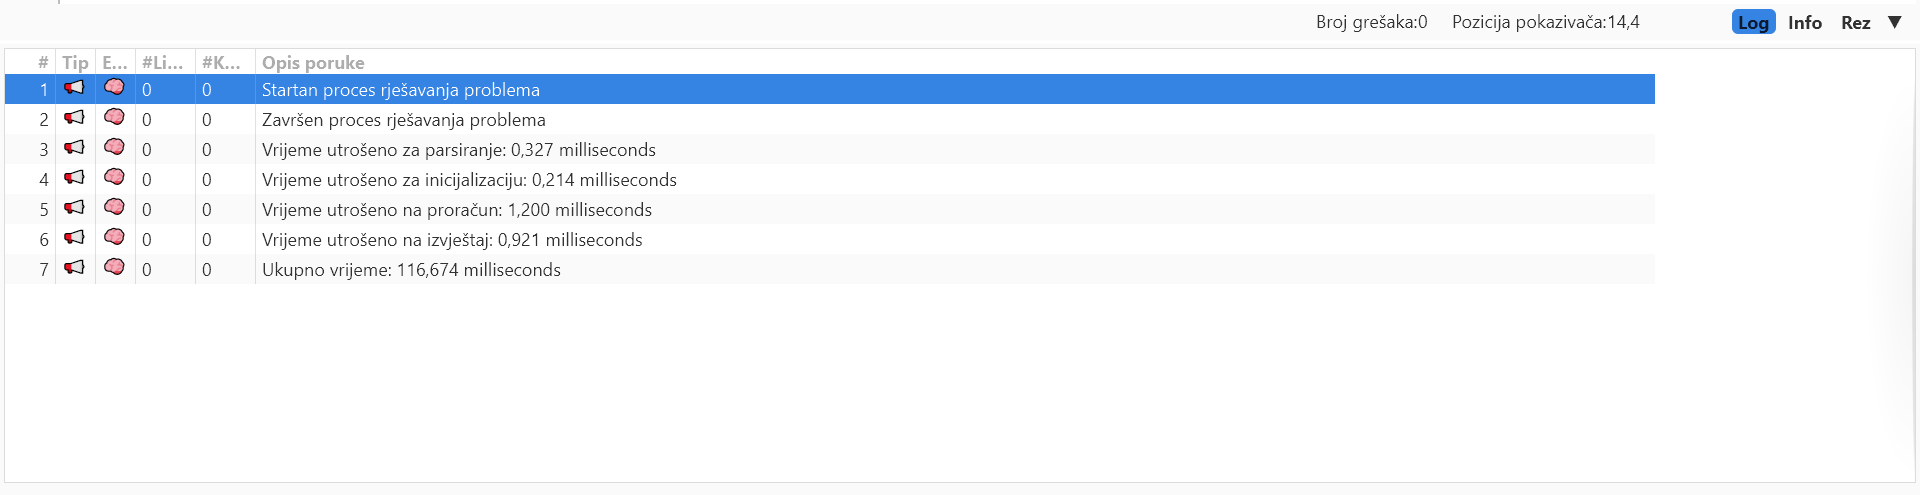 Broj grešaka:0 Pozicija pokazivača:14,4 Log Info Rez ▼
# Tip E... #Li... #K... Opis poruke
1 0 0 Startan proces rješavanja problema
2 0 0 Završen proces rješavanja problema
3 0 0 Vrijeme utrošeno za parsiranje: 0,327 milliseconds
4 0 0 Vrijeme utrošeno za inicijalizaciju: 0,214 milliseconds
5 0 0 Vrijeme utrošeno na proračun: 1,200 milliseconds
6 0 0 Vrijeme utrošeno na izvještaj: 0,921 milliseconds
7 0 0 Ukupno vrijeme: 116,674 milliseconds